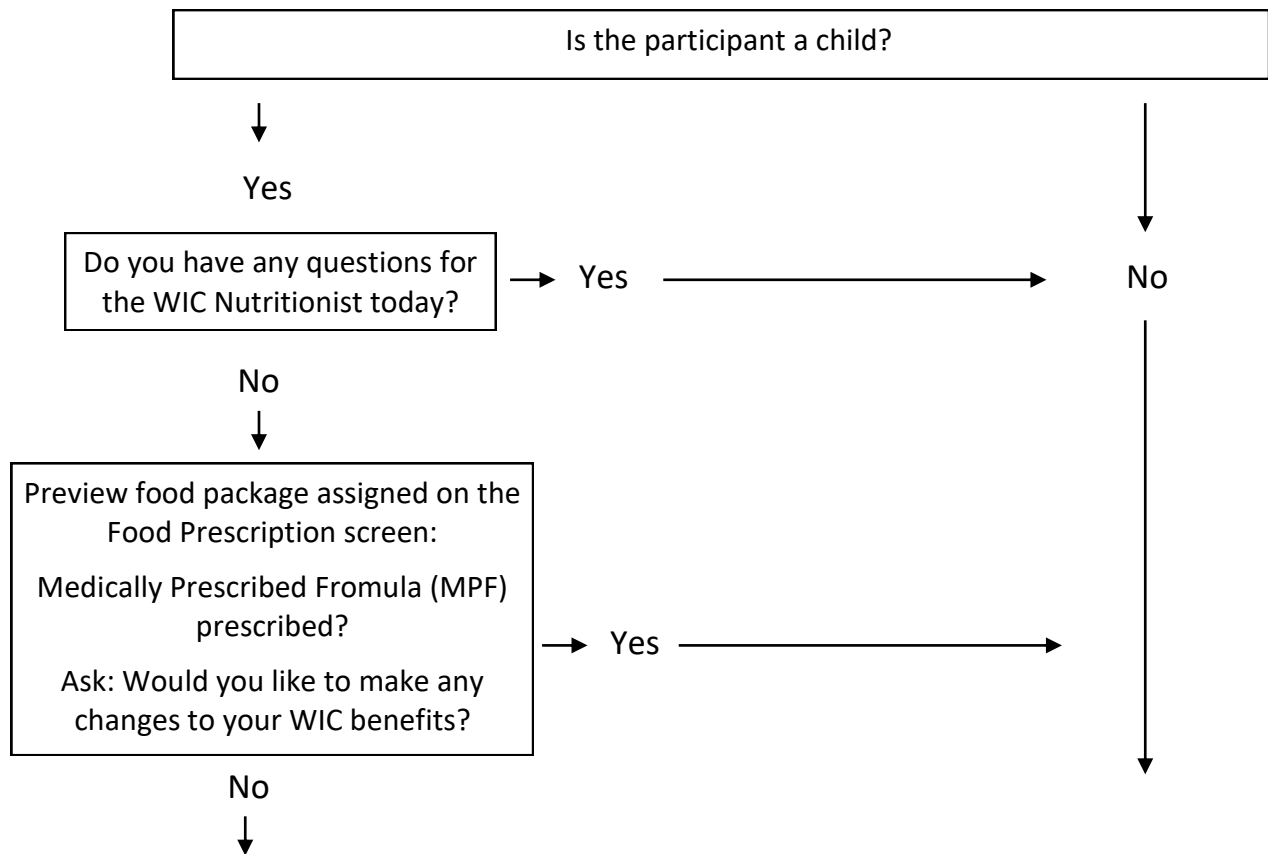 Is the participant a child?
Yes
Do you have any questions for
the WIC Nutritionist today?
Yes
No
No
Preview food package assigned on the
Food Prescription screen:
Medically Prescribed Fromula (MPF)
prescribed?
Ask: Would you like to make any
changes to your WIC benefits?
Yes
No